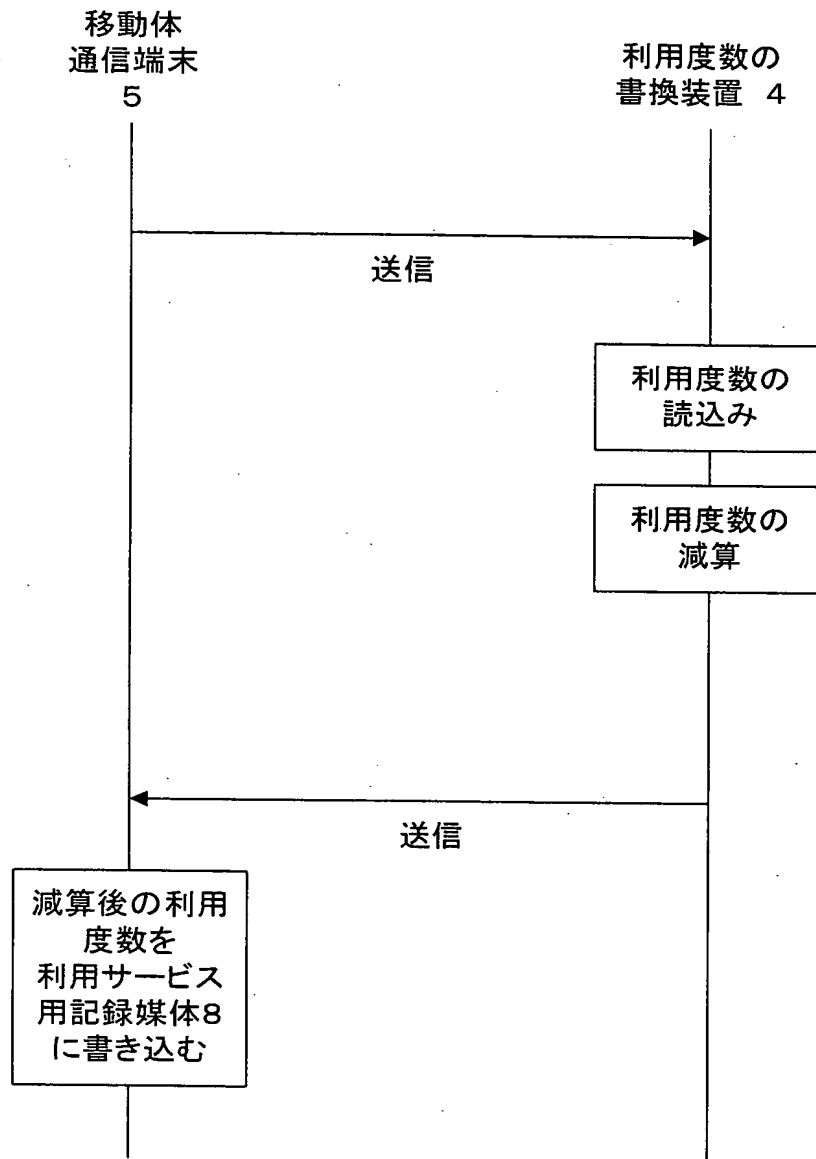 移動体
通信端末
5
利用度数の
書換装置 4
送信
利用度数の
読込み
利用度数の
減算
送信
減算後の利用
度数を
利用サービス
用記録媒体8
に書き込む